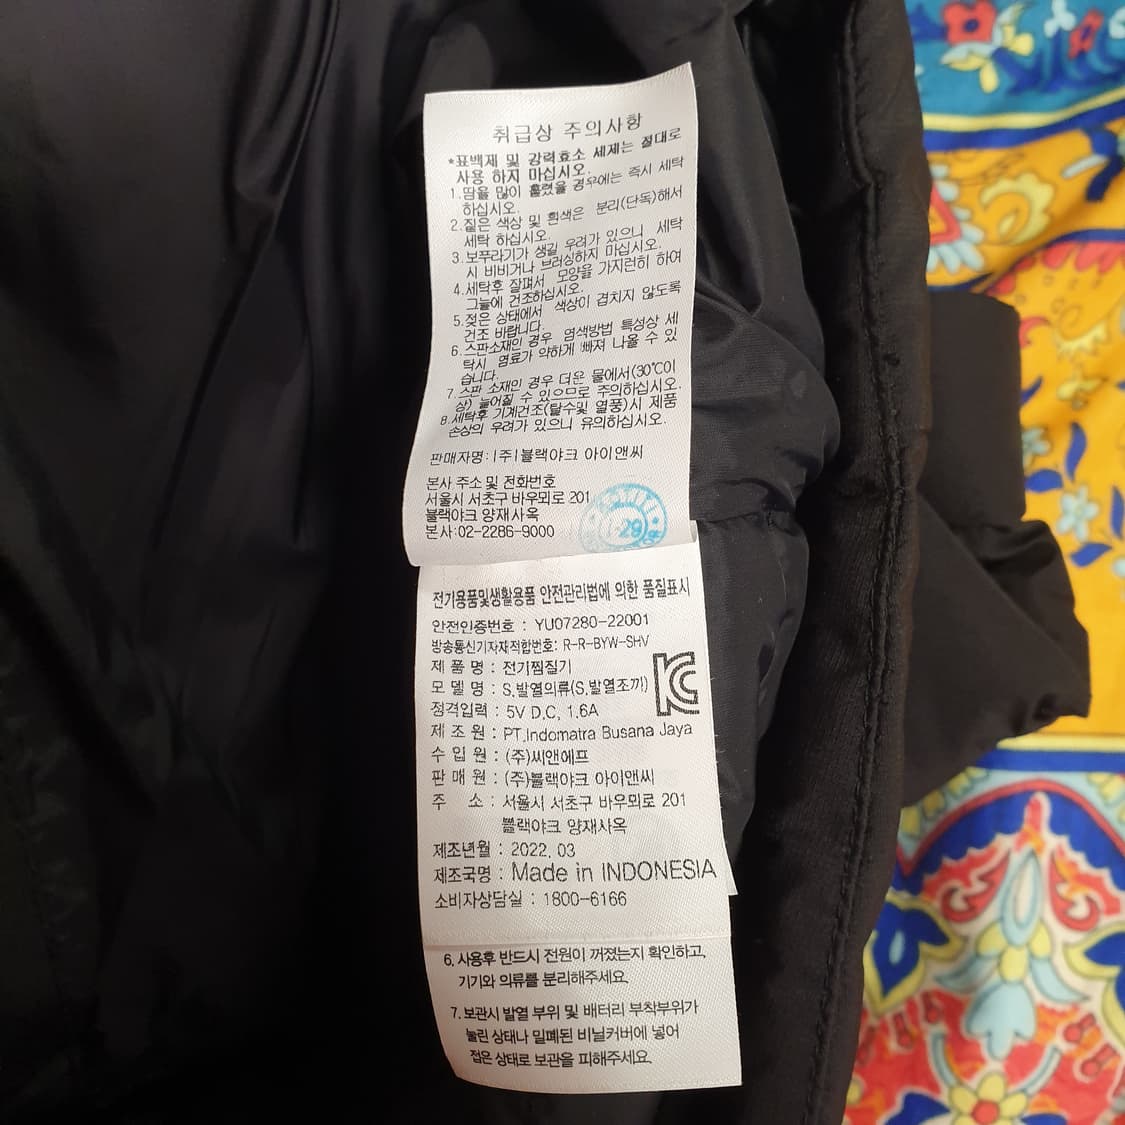 취급상 주의사항
*표백재 및 강력효소 세제는 절대로
사용 하지 마십시오.
1.땀을 많이 흘렸을 경우에는 즉시 세탁
하십시오.
2.짙은 색상 및 흰색은 분리(단독)해서
세탁 하십시오.
3.보푸라기가 생길 우려가 있으니 세탁
시 비비거나 브러싱하지 마십시오.
4.세탁후 잘펴서 모양을 가지런히 하여
그늘에 건조하십시오.
5.젖은 상태에서 색상이 겹치지 않도록
건조 바랍니다.
6.스판소재인 경우 염색방법 특성상 세
탁시 염료가 약하게 빠져 나올 수 있
습니다.
7.스판 소재인 경우 더운 물에서(30℃이
상) 늘어질 수 있으므로 주의하십시오.
8.세탁후 기계건조(탈수및 열풍)시 제품
손상의 우려가 있으니 유의하십시오.
판매자명:(주)블랙야크 아이앤씨
본사 주소 및 전화번호
서울시 서초구 바우뫼로 201
블랙야크 양재사옥
본사:02-2286-9000
29
전기용품및생활용품 안전관리법에 의한 품질표시
안전인증번호 : YU07280-22001
방송통신기자재적합번호: R-R-BYW-SHV
제 품 명 : 전기찜질기
모 델 명 : S.발열의류(S.발열조끼)
정격입력 : 5V D.C, 1.6A
제 조 원 : PT.Indomatra Busana Jaya
수 입 원 : (주)씨앤에프
판 매 원 : (주)블랙야크 아이앤씨
주 소 : 서울시 서초구 바우뫼로 201
블랙야크 양재사옥
제조년월 : 2022. 03
제조국명 : Made in INDONESIA
소비자상담실 : 1800-6166
6. 사용후 반드시 전원이 꺼졌는지 확인하고,
기기와 의류를 분리해주세요.
7. 보관시 발열 부위 및 배터리 부착부위가
눌린 상태나 밀폐된 비닐커버에 넣어
접은 상태로 보관을 피해주세요.